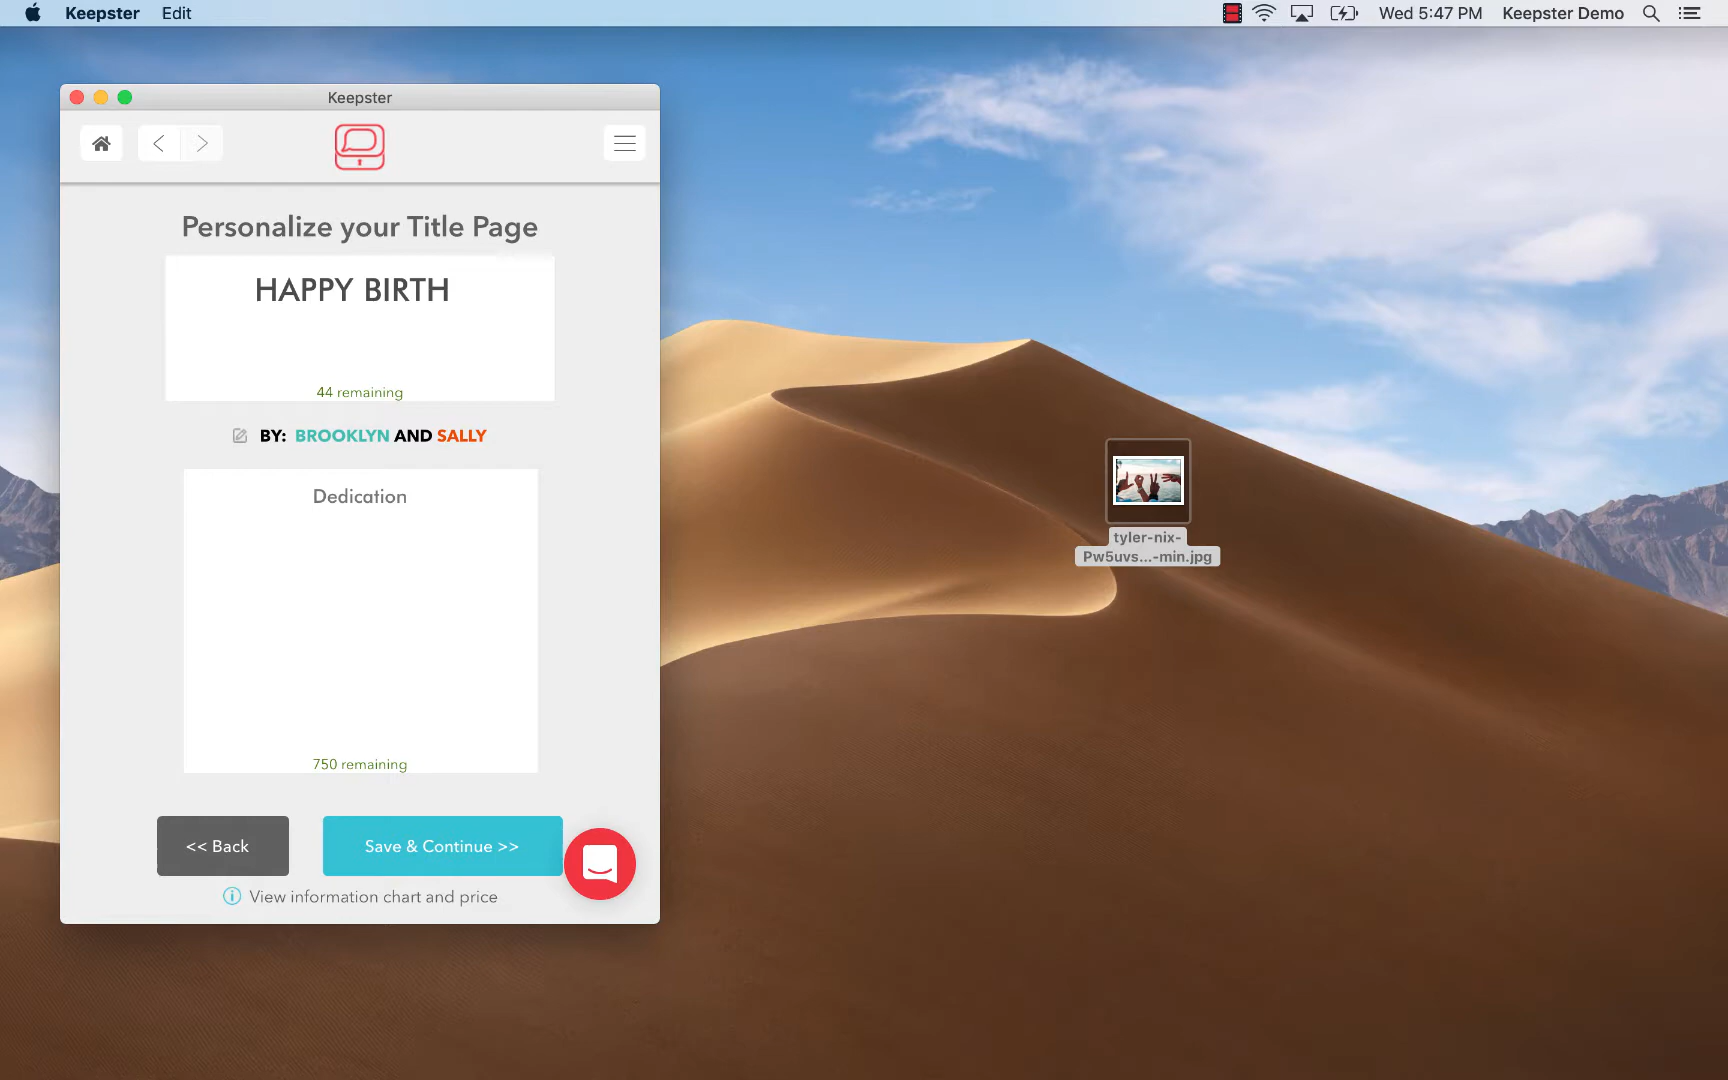 Keepster Edit Wed 5:47 PM Keepster Demo
Keepster
Personalize your Title Page
HAPPY BIRTH
44 remaining
BY: BROOKLYN AND SALLY
Dedication
tyler-nix-
Pw5uvs...-min.jpg
750 remaining
<< Back Save & Continue >>
View information chart and price